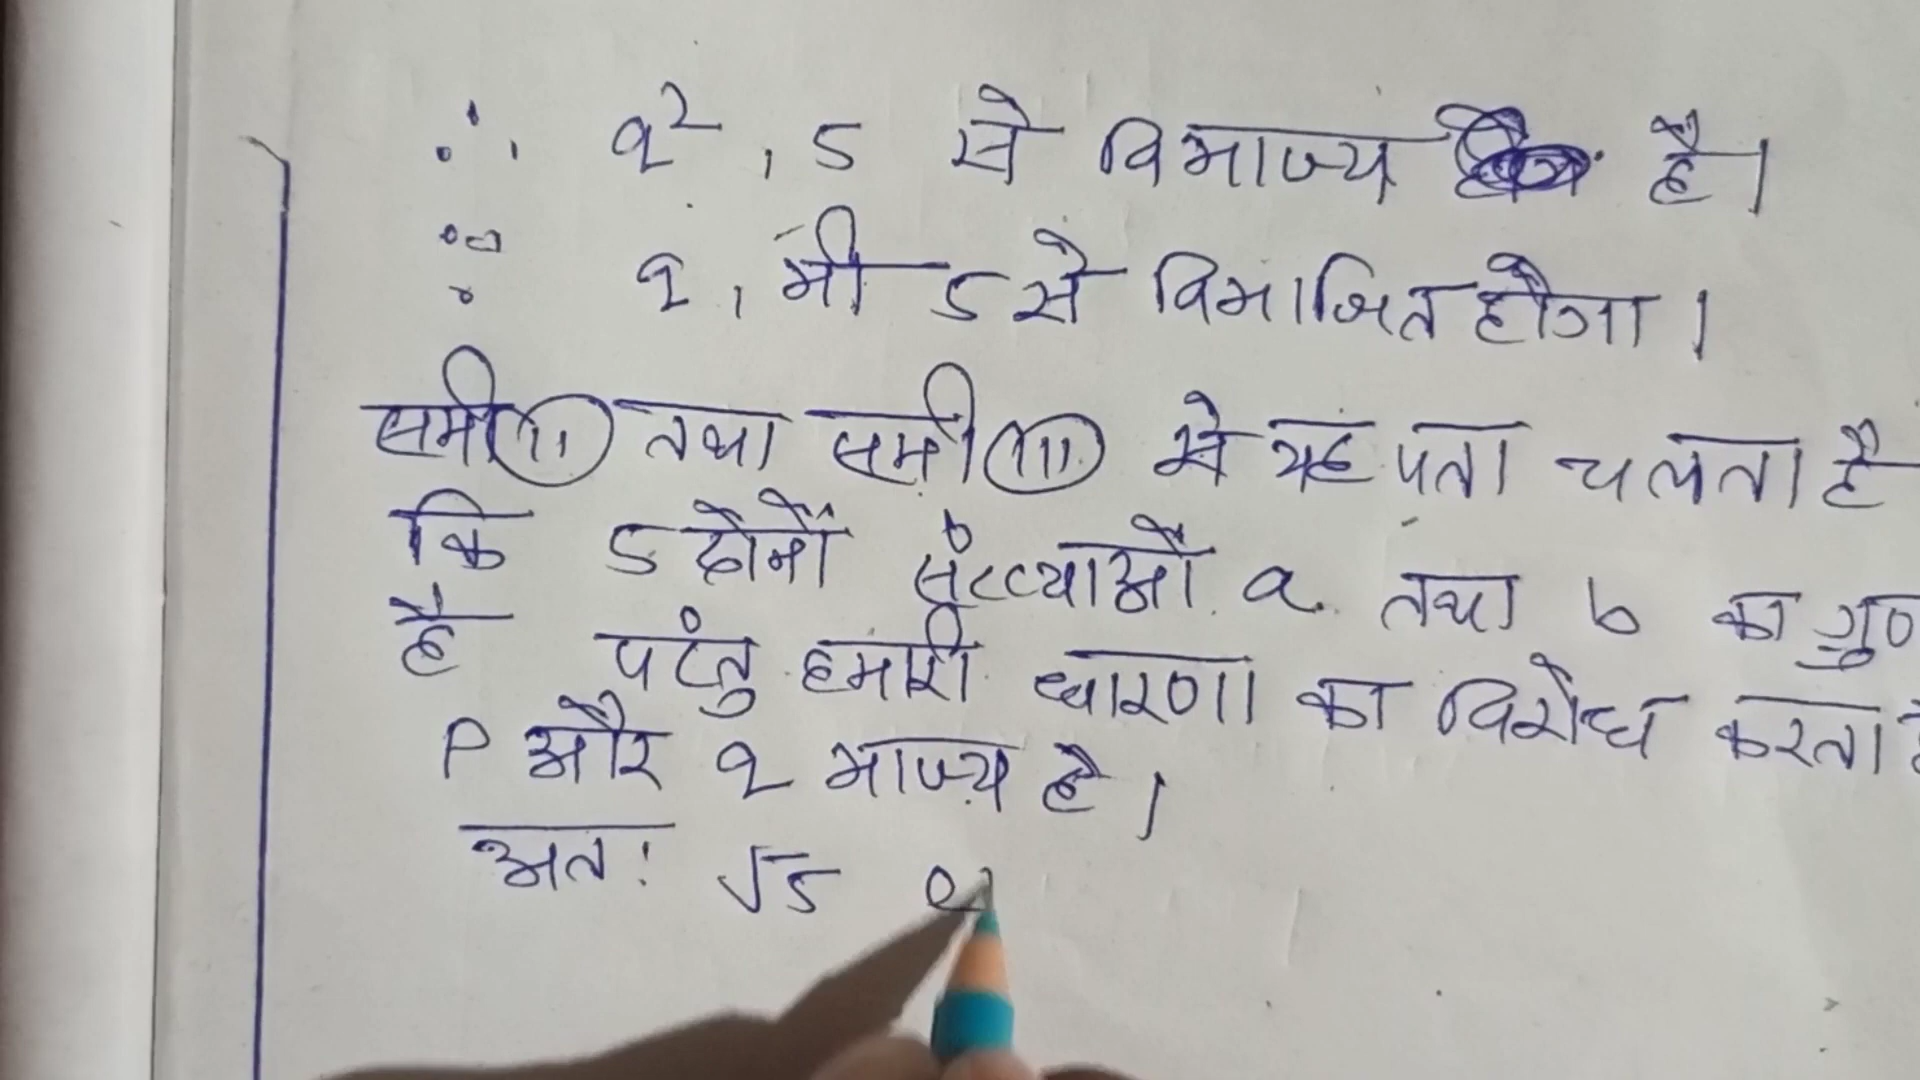 ∴ q², 5 से विभाज्य है।
∵ q, भी 5 से विभाजित होगा।
समी (ii) तथा समी (iii) से यह पता चलता है
कि 5 दोनों संख्याओं a तथा b का
है परंतु हमारी धारणा का विरोध करता
P और q भाज्य है।
अतः √5